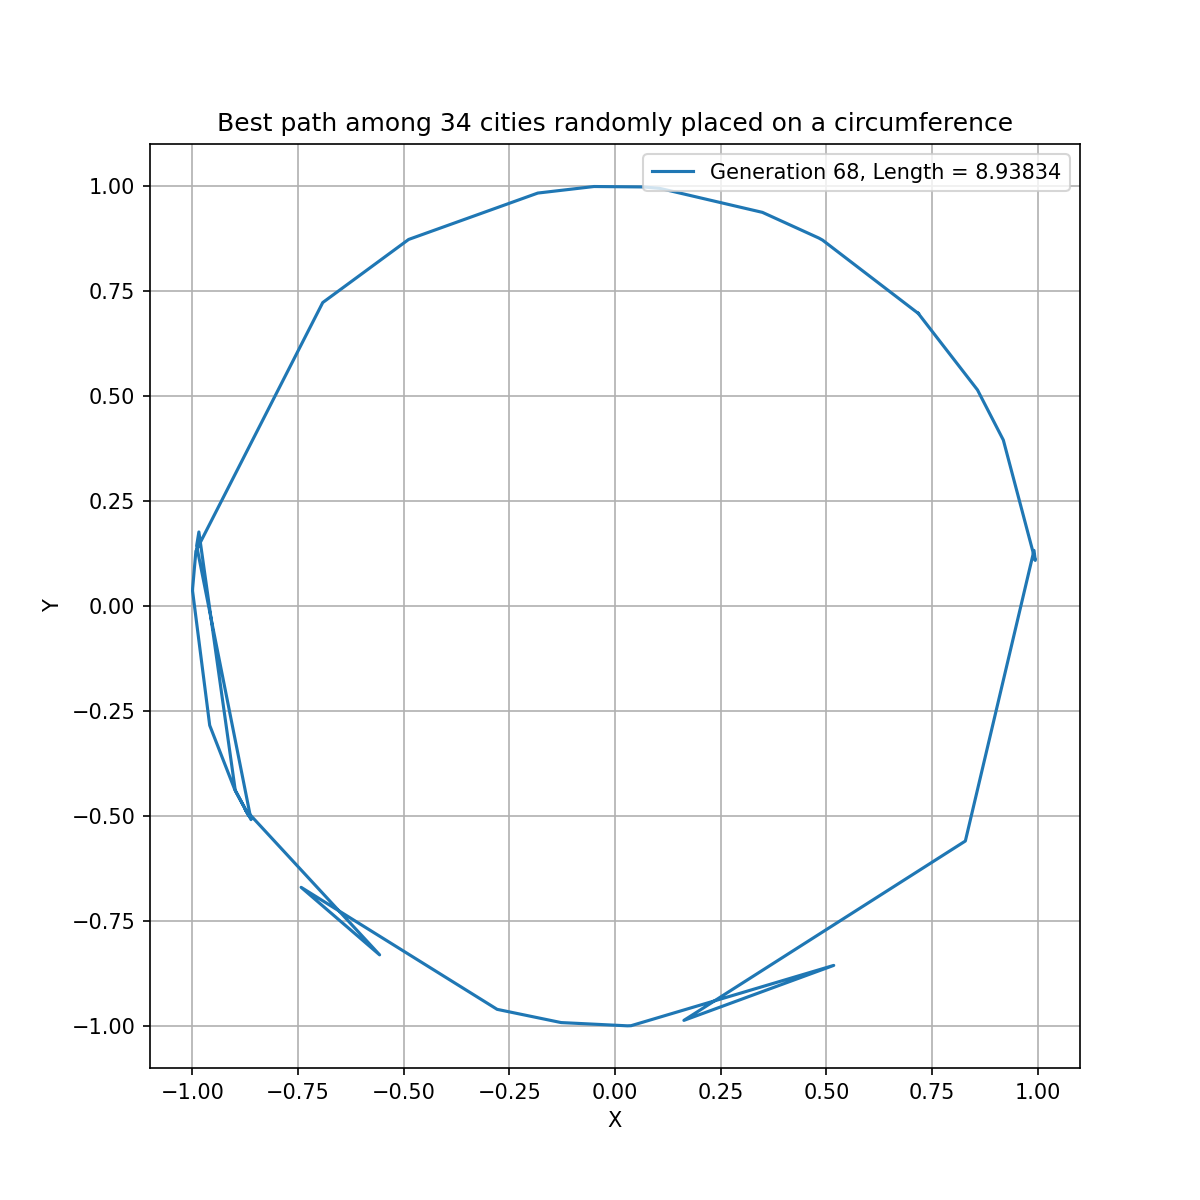 Best path among 34 cities randomly placed on a circumference
Generation 68, Length = 8.93834
1.00
0.75
0.50
0.25
0.00
−0.25
−0.50
−0.75
−1.00
Y
−1.00 −0.75 −0.50 −0.25 0.00 0.25 0.50 0.75 1.00
X